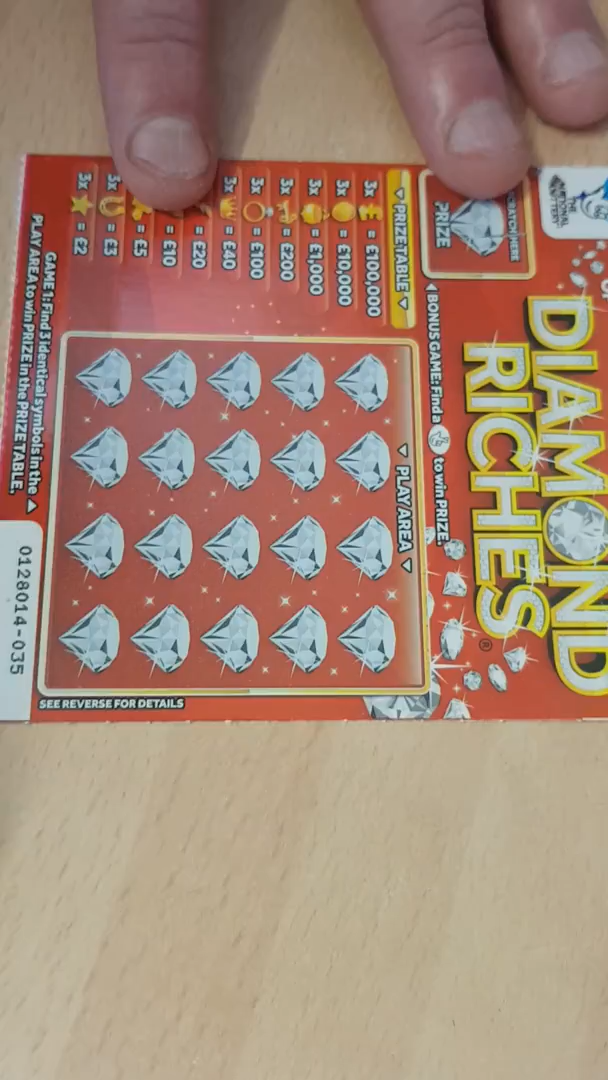 THE
NATIONAL
LOTTERY
DIAMOND
RICHES®
SCRATCH HERE
PRIZE
◀ BONUS GAME: Find a to win PRIZE.
▼ PRIZE TABLE ▼
3x = £100,000
3x = £10,000
3x = £1,000
3x = £200
3x = £100
3x = £40
= £20
= £10
= £5
3x = £3
3x = £2
▼ PLAY AREA ▼
GAME 1: Find 3 identical symbols in the ▲
PLAY AREA to win PRIZE in the PRIZE TABLE.
SEE REVERSE FOR DETAILS
0128014-035